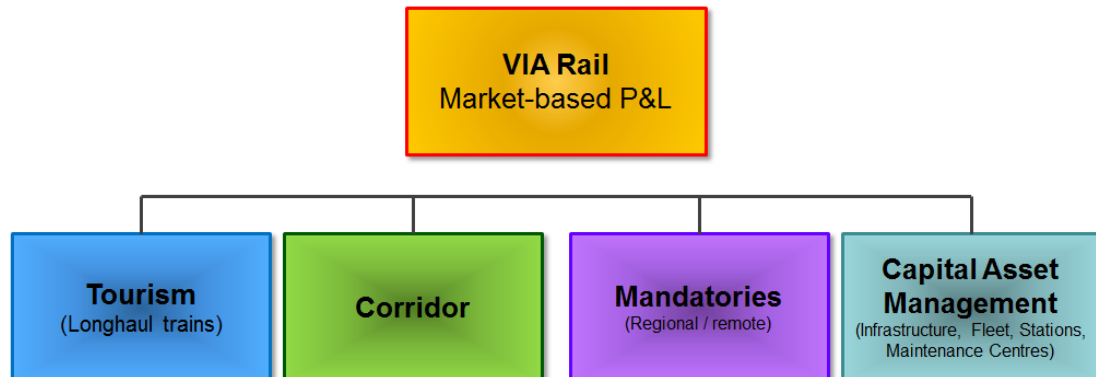 VIA Rail
Market-based P&L
Tourism
(Longhaul trains)
Corridor
Mandatories
(Regional / remote)
Capital Asset
Management
(Infrastructure, Fleet, Stations,
Maintenance Centres)